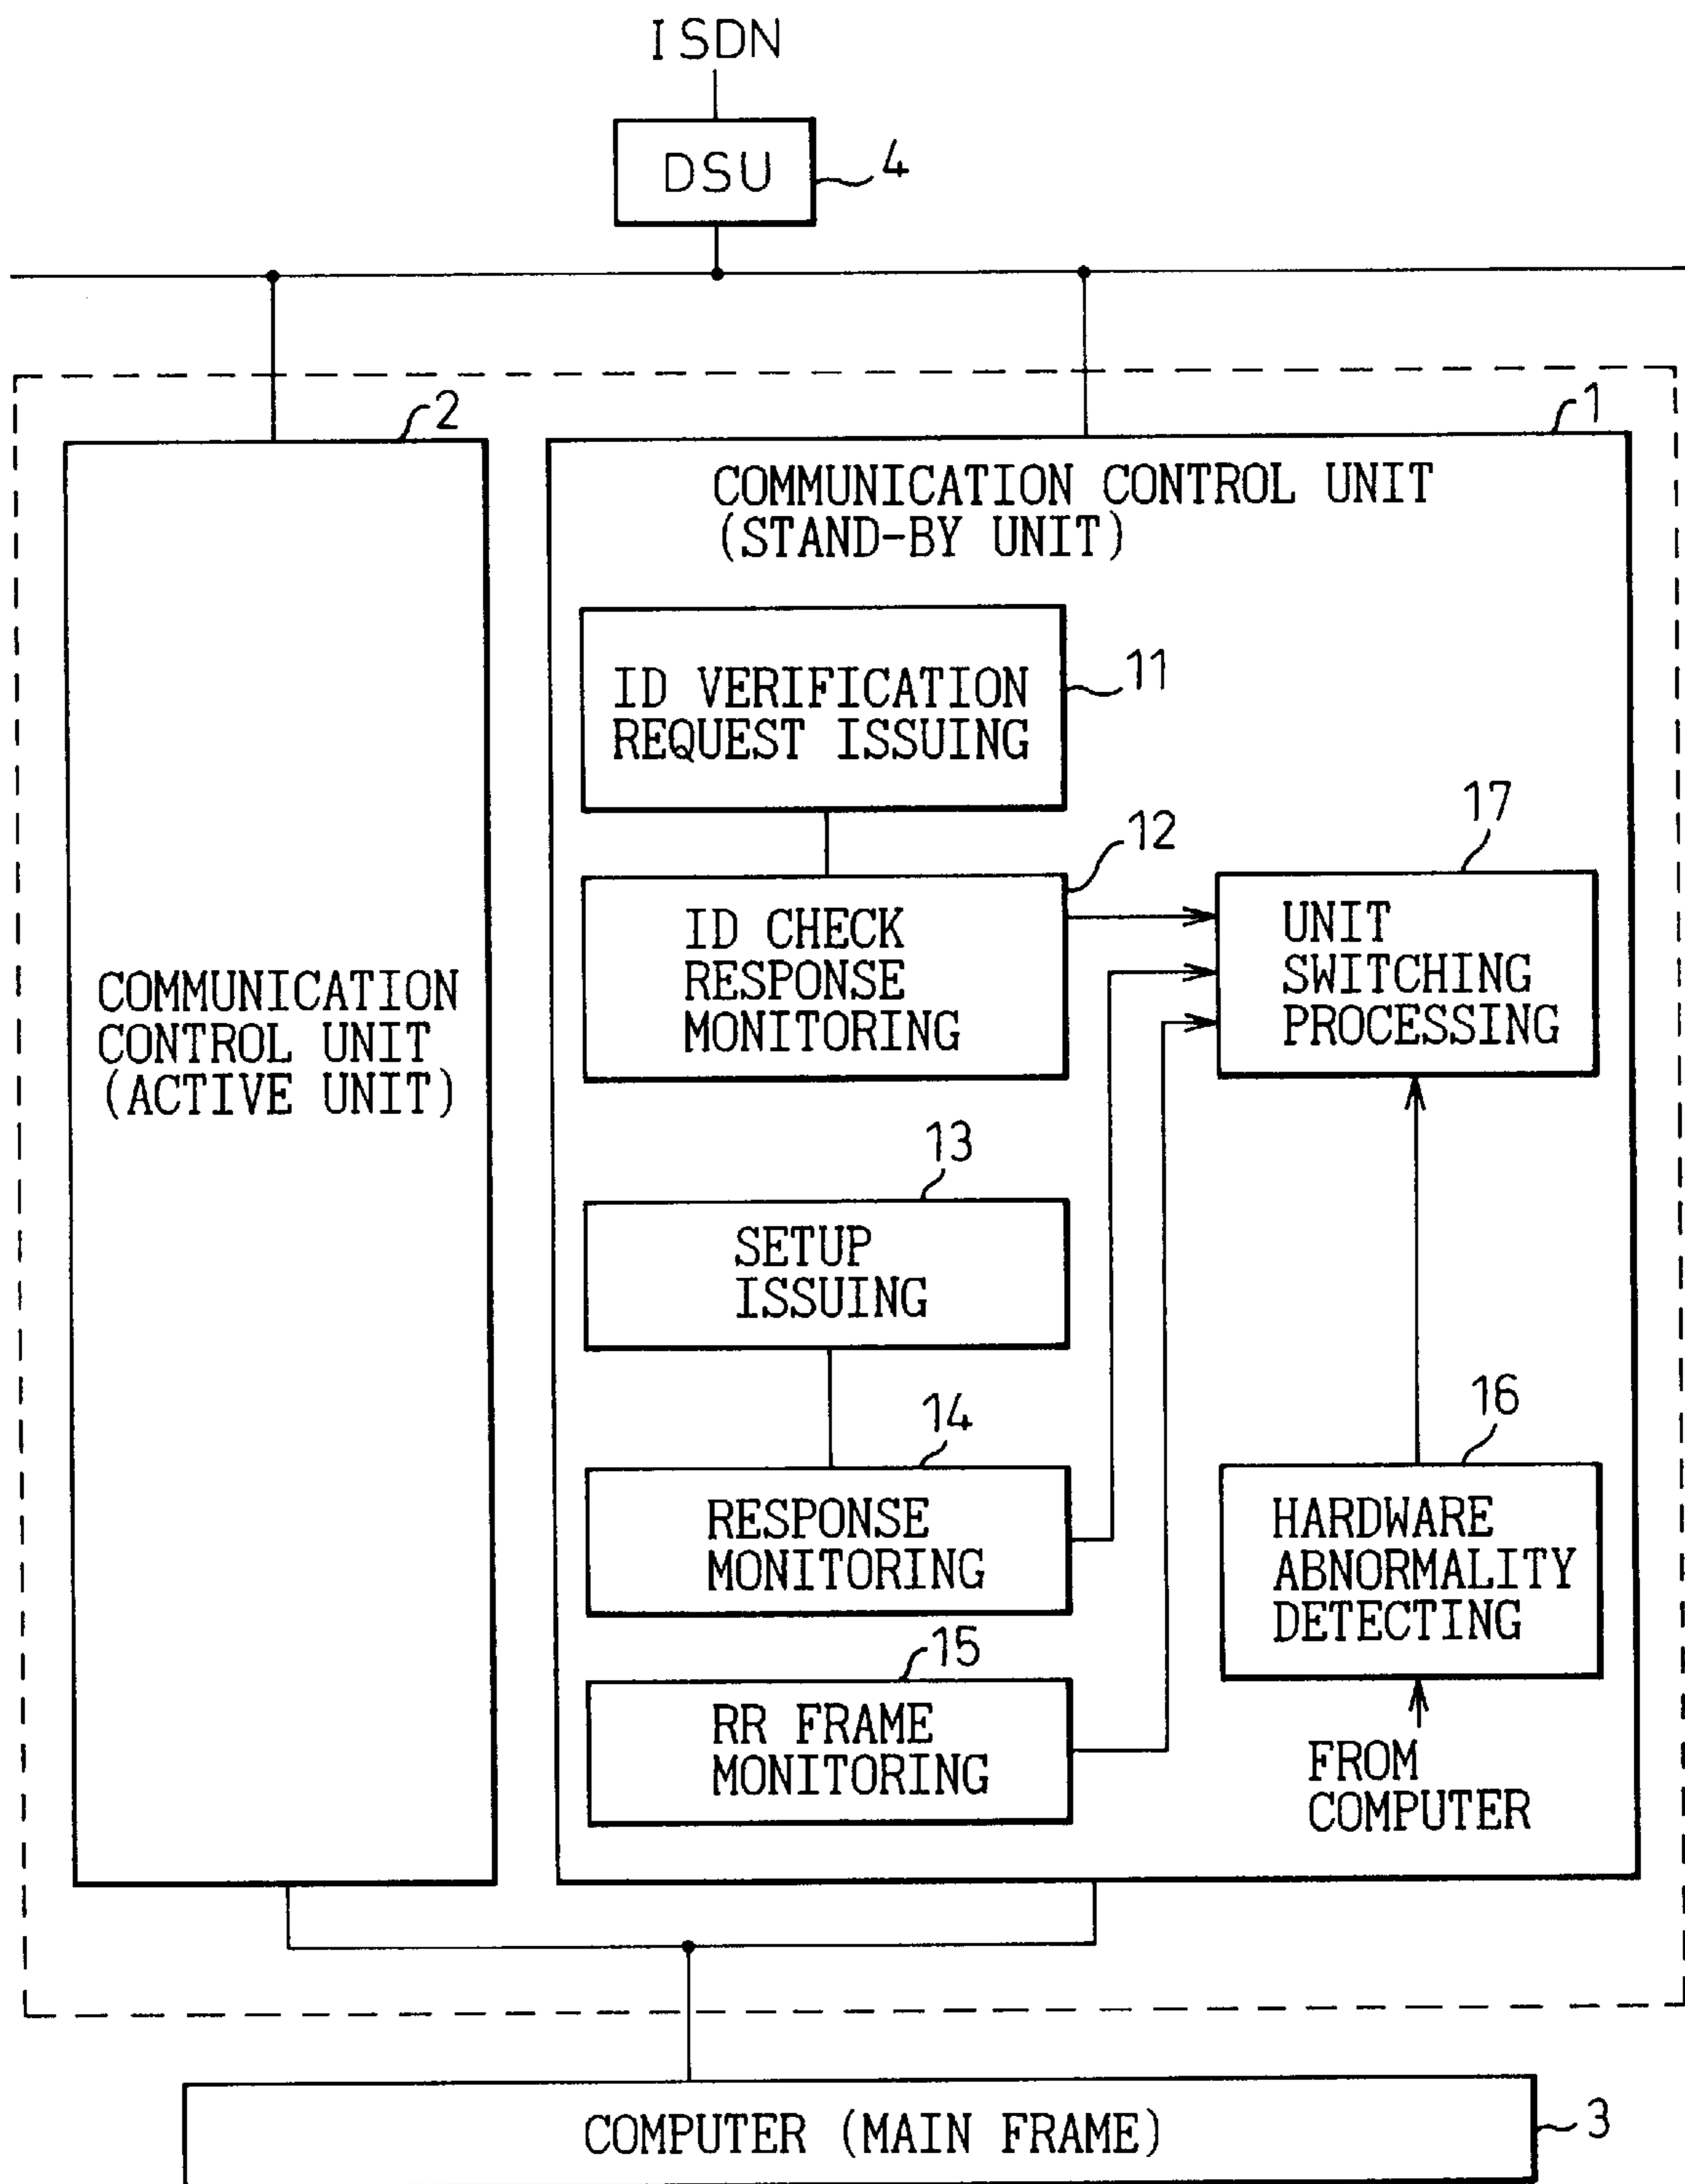 ISDN
DSU
4
2
1
COMMUNICATION CONTROL UNIT
(STAND-BY UNIT)
ID VERIFICATION
REQUEST ISSUING
11
12
17
ID CHECK
RESPONSE
MONITORING
UNIT
SWITCHING
PROCESSING
COMMUNICATION
CONTROL UNIT
(ACTIVE UNIT)
13
SETUP
ISSUING
14
16
RESPONSE
MONITORING
HARDWARE
ABNORMALITY
DETECTING
15
RR FRAME
MONITORING
FROM
COMPUTER
COMPUTER (MAIN FRAME)
3